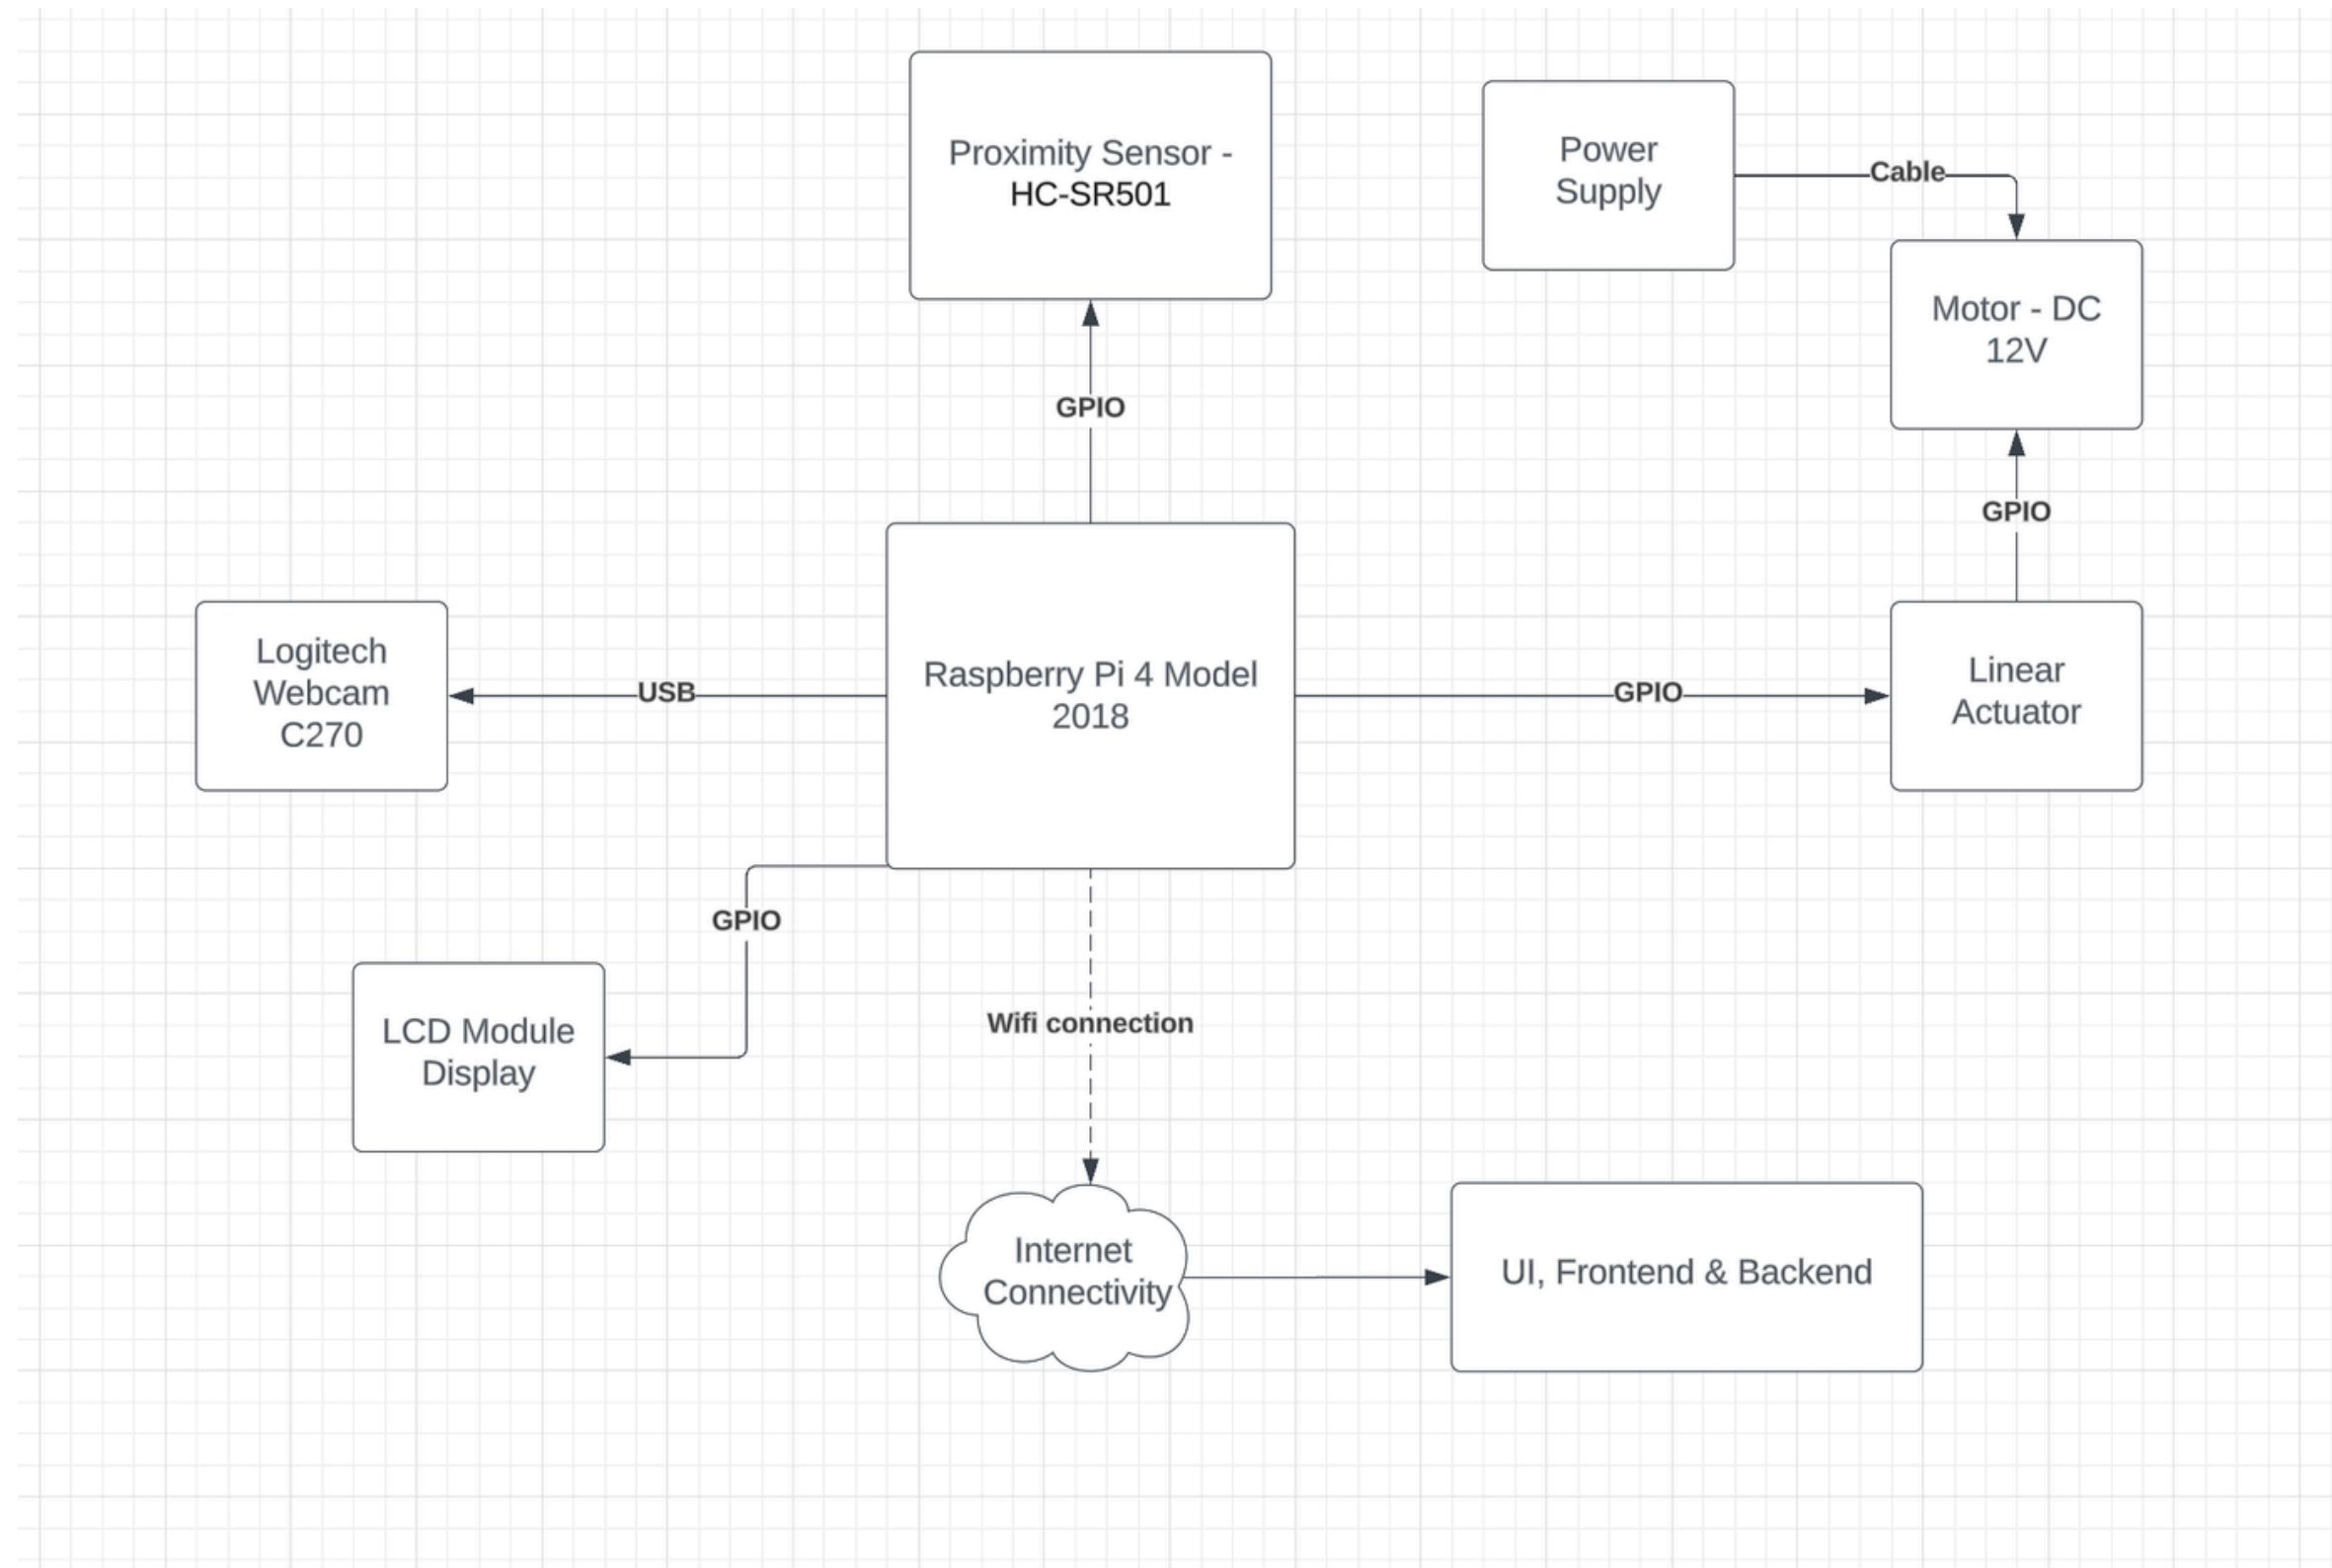 Proximity Sensor -
HC-SR501
Power
Supply
Cable
Motor - DC
12V
GPIO
GPIO
Logitech
Webcam
C270
USB
Raspberry Pi 4 Model
2018
GPIO
Linear
Actuator
GPIO
LCD Module
Display
Wifi connection
Internet
Connectivity
UI, Frontend & Backend